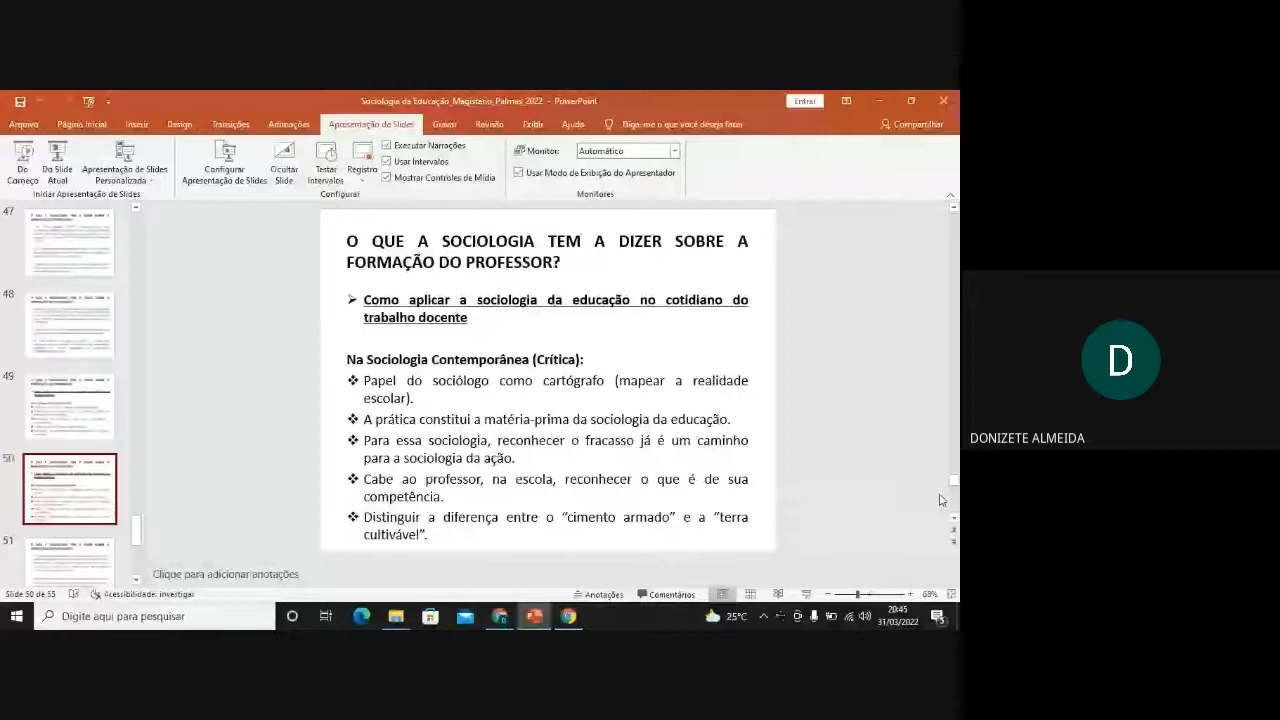 Sociologia da Educação_Magistério_Palmas_2022 - PowerPoint
Entrar
Arquivo Página Inicial Inserir Design Transições Animações Apresentação de Slides Gravar Revisão Exibir Ajuda Diga-me o que você deseja fazer Compartilhar
Do Começo
Do Slide Atual
Apresentação de Slides Personalizada
Configurar Apresentação de Slides
Ocultar Slide
Testar Intervalos
Registro
Executar Narrações
Usar Intervalos
Mostrar Controles de Mídia
Monitor: Automático
Usar Modo de Exibição do Apresentador
Iniciar Apresentação de Slides
Configurar
Monitores
47
48
49
50
51
O QUE A SOCIOLOGIA TEM A DIZER SOBRE A
FORMAÇÃO DO PROFESSOR?
Como aplicar a sociologia da educação no cotidiano do
trabalho docente
Na Sociologia Contemporânea (Crítica):
Papel do sociólogo como cartógrafo (mapear a realidade
escolar).
A prática constitui matéria-prima da sociologia da educação.
Para essa sociologia, reconhecer o fracasso já é um caminho
para a sociologia da ação.
Cabe ao professor/escola, reconhecer o que é de sua
competência.
Distinguir a diferença entre o “cimento armado” e a “terra
cultivável”.
Clique para adicionar anotações
Slide 50 de 55 Acessibilidade: investigar Anotações Comentários 68%
Digite aqui para pesquisar
25°C
20:45
31/03/2022
D
DONIZETE ALMEIDA